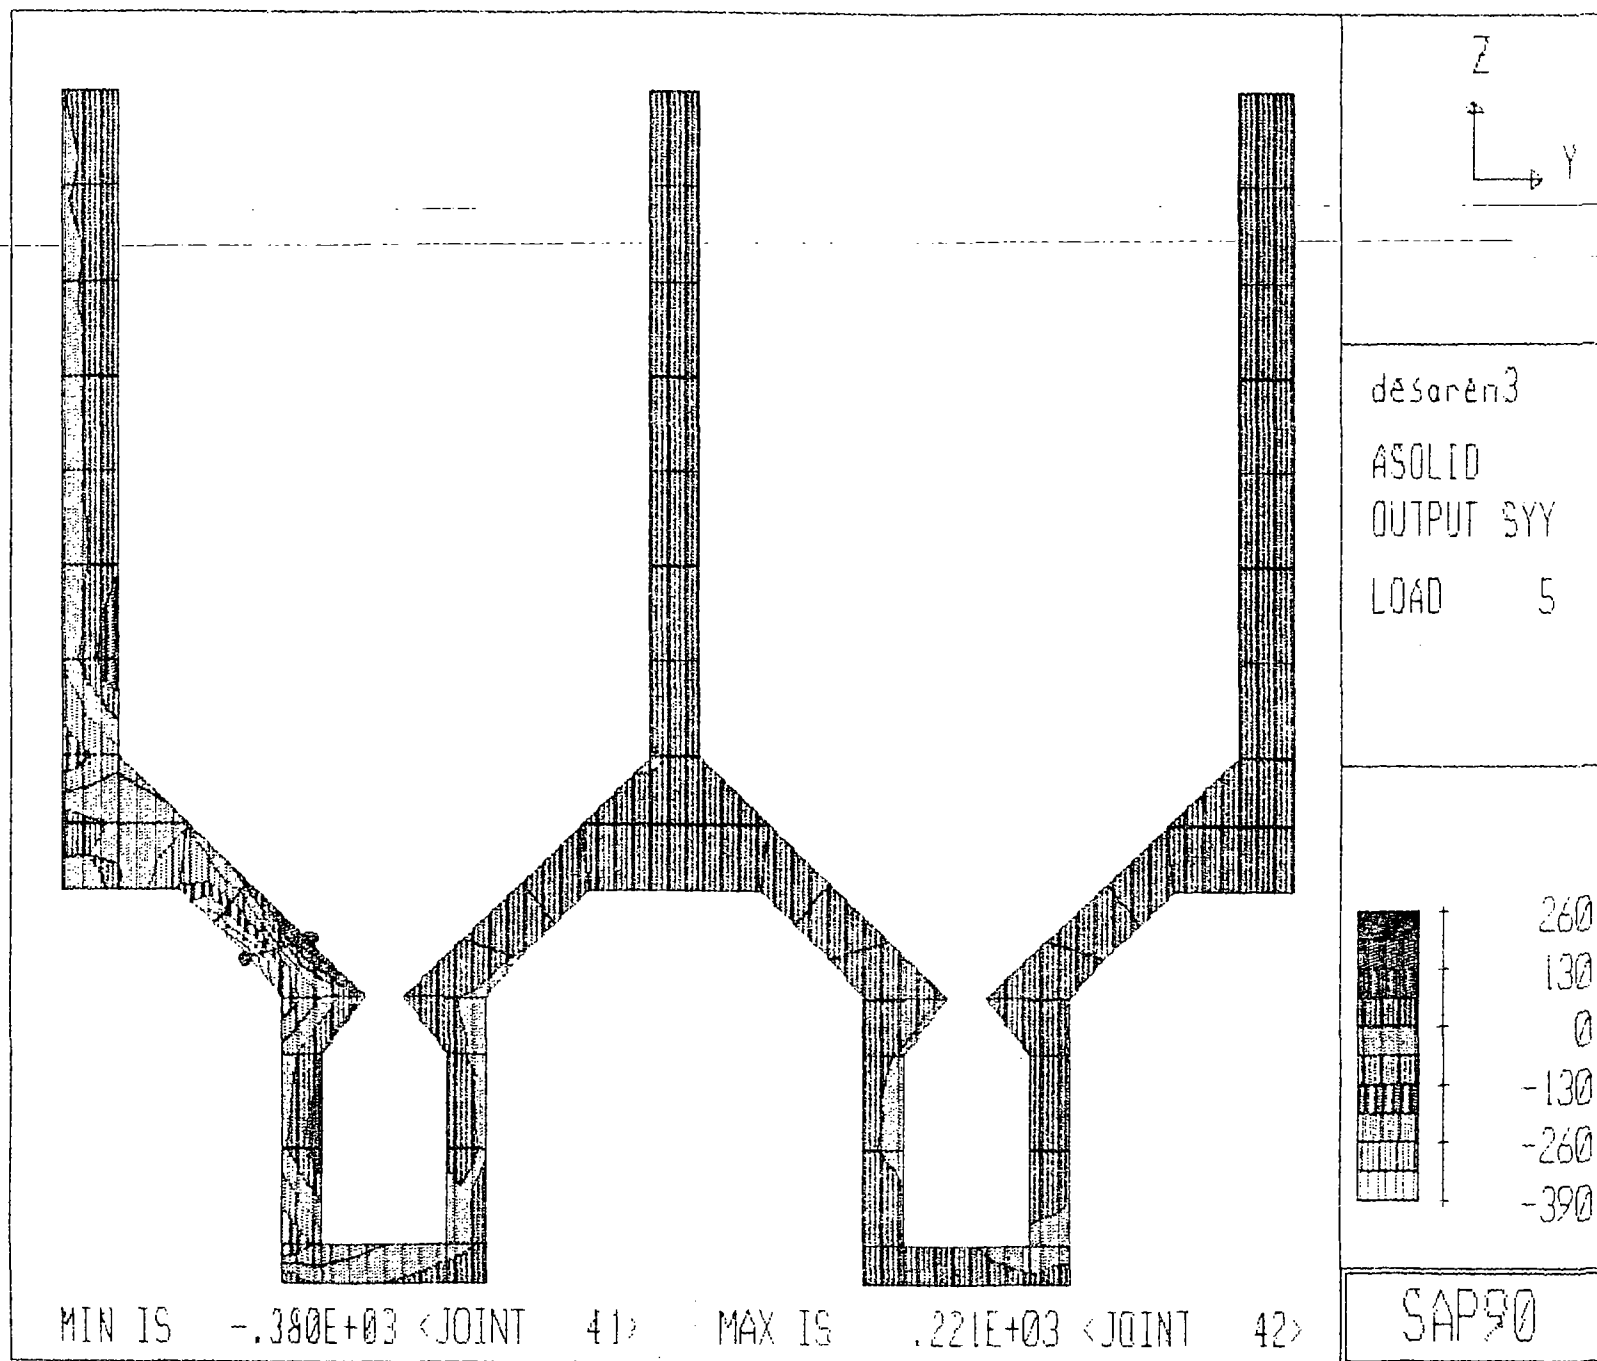 Z
Y
desaren3
ASOLID
OUTPUT SYY
LOAD 5
260
130
0
-130
-260
-390
MIN IS -.380E+03 <JOINT 41> MAX IS .221E+03 <JOINT 42>
SAP90